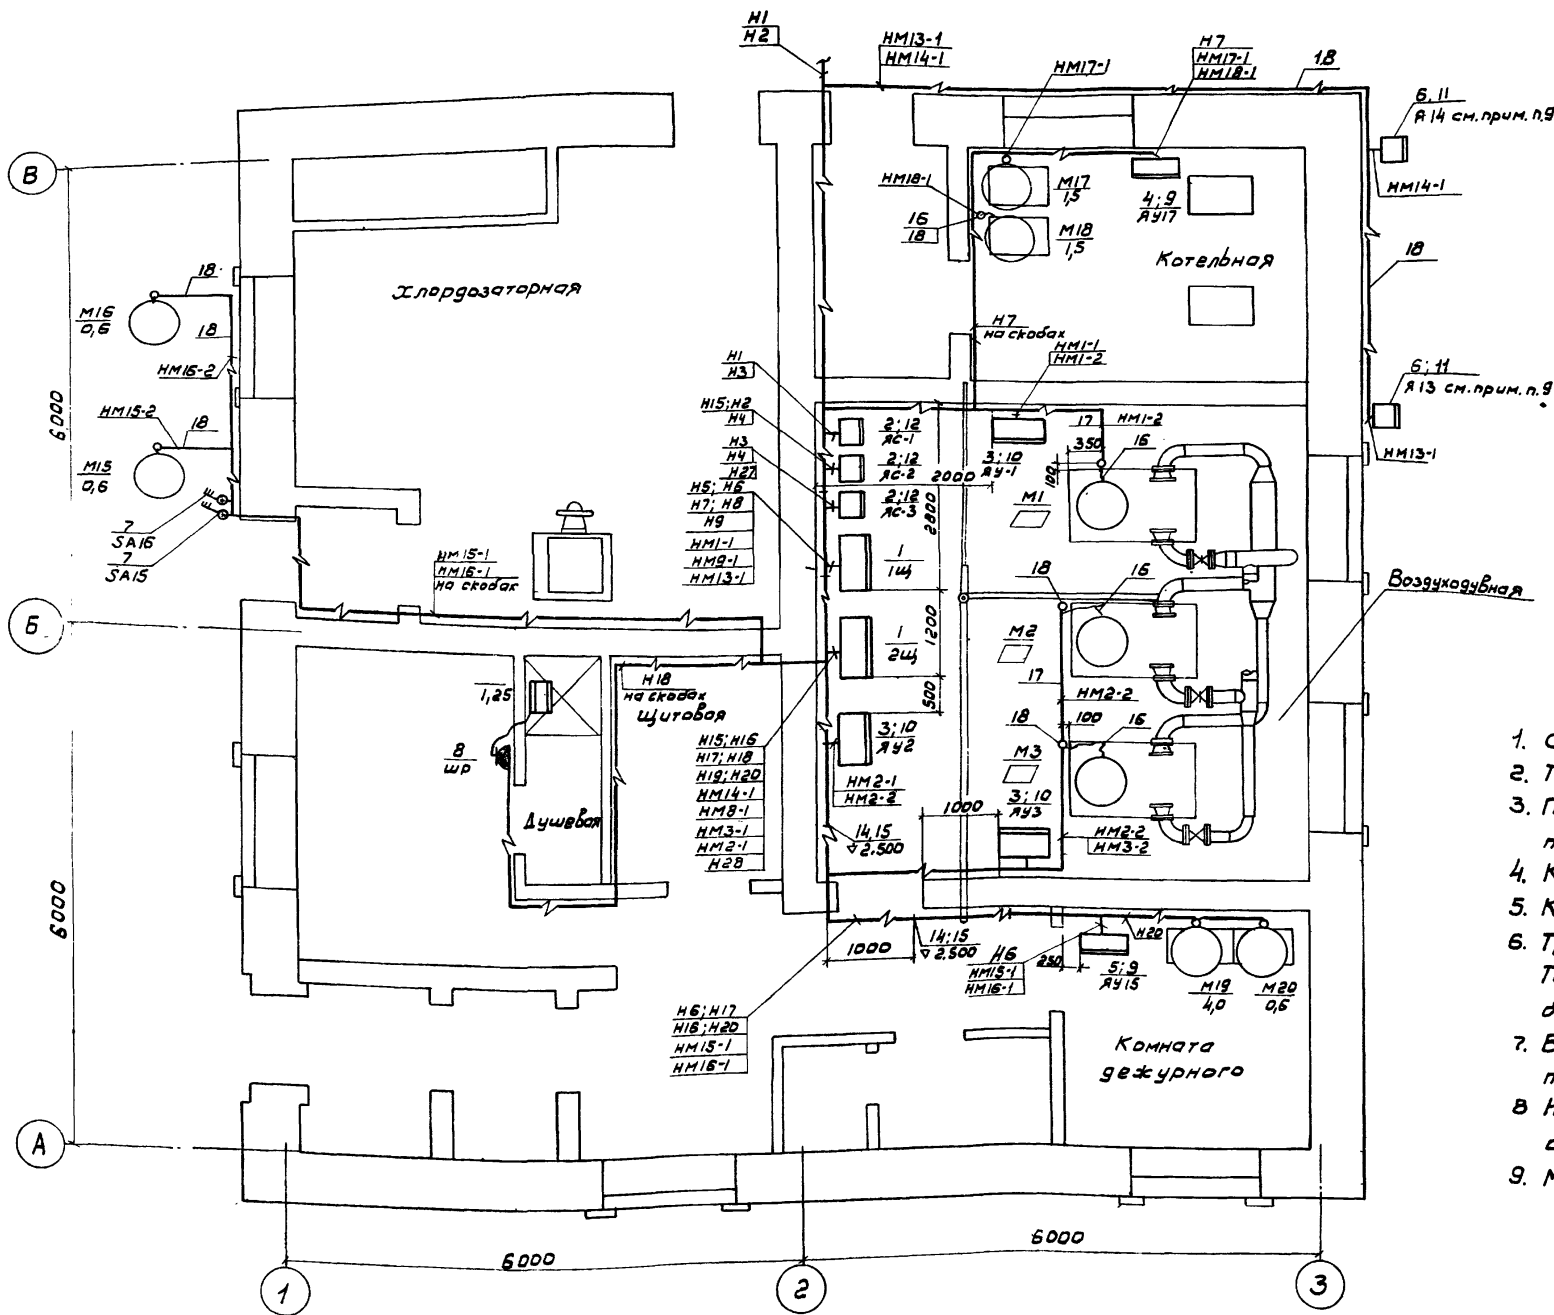 Н1
Н2
НМ13-1
НМ14-1
НМ17-1
Н7
НМ17-1
НМ18-1
18
6,11
Я14 см.прим.п.9
НМ14-1
В
НМ18-1
16
18
М17
1,5
М18
1,5
4;9
ЯУ17
Котельная
18
Хлордозаторная
18
М16
0,6
18
НМ16-2
Н7
на скобах
НМ1-1
НМ1-2
6;11
Я13 см.прим.п.9
НМ13-1
НМ15-2
18
М15
0,6
7
SA16
7
SA15
6000
Н1
Н3
Н15;Н2
Н4
Н3
Н4
Н27
Н5; Н6
Н7; Н8
Н9
НМ1-1
НМ9-1
НМ13-1
2;12
ЯС-1
2;12
ЯС-2
2;12
ЯС-3
3;10
ЯУ-1
2000
2800
17
НМ1-2
350
16
100
М1
1
1щ
НМ15-1
НМ16-1
на скобах
18
16
Воздуходувная
Б
1200
1
2щ
М2
17
НМ2-2
Н18
на скобах
Щитовая
1,25
500
18
100
16
8
шр
Н15;Н16
Н17;Н18
Н19;Н20
НМ14-1
НМ8-1
НМ3-1
НМ2-1
Н28
3;10
ЯУ2
М3
НМ2-1
НМ2-2
1000
3;10
ЯУ3
Душевая
14,15
2.500
НМ2-2
НМ3-2
6000
1000
14;15
2.500
Н6
НМ15-1
НМ16-1
250
5;9
ЯУ15
Н20
М19
4,0
М20
0,6
Н6;Н17
Н16;Н20
НМ15-1
НМ16-1
Комната
дежурного
А
6000
6000
1
2
3
1. С
2. Т
3. П
п
4. К
5. К
6. Т
7. В
п
8 Н
с
9. М